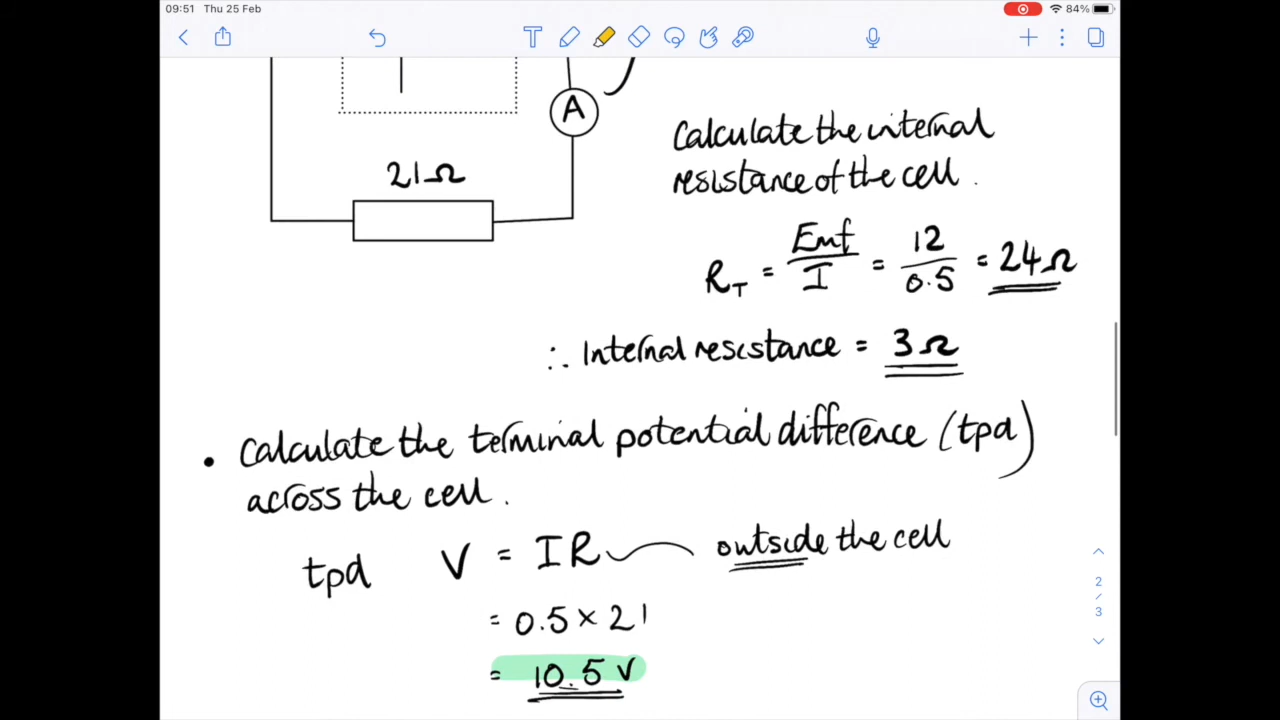 09:51 Thu 25 Feb
84%
T
A
21Ω
Calculate the internal
resistance of the cell.
R_T = Emf/I = 12/0.5 = 24Ω
∴ Internal resistance = 3Ω
• Calculate the terminal potential difference (tpd)
across the cell.
tpd V = IR outside the cell
= 0.5 × 21
= 10.5 V
2
/
3